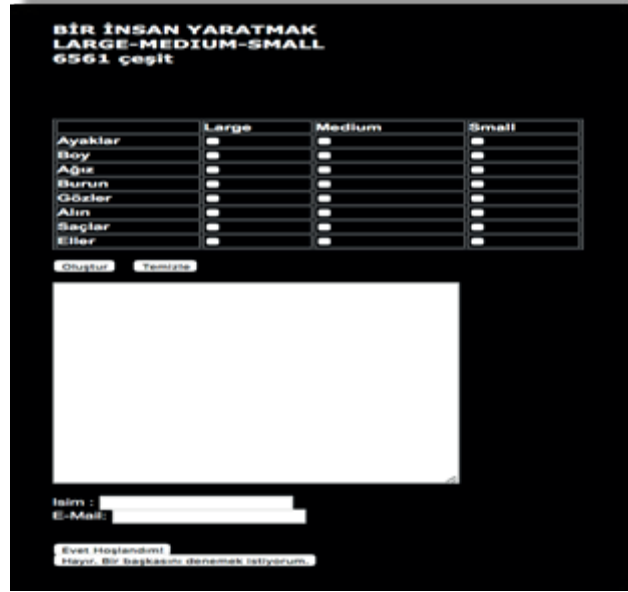 BİR İNSAN YARATMAK
LARGE-MEDIUM-SMALL
6561 çeşit
Large Medium Small
Ayaklar
Boy
Ağız
Burun
Gözler
Alın
Saçlar
Eller
Oluştur Temizle
Isim :
E-Mail:
Evet Hoşlandım!
Hayır. Bir başkasını denemek istiyorum.